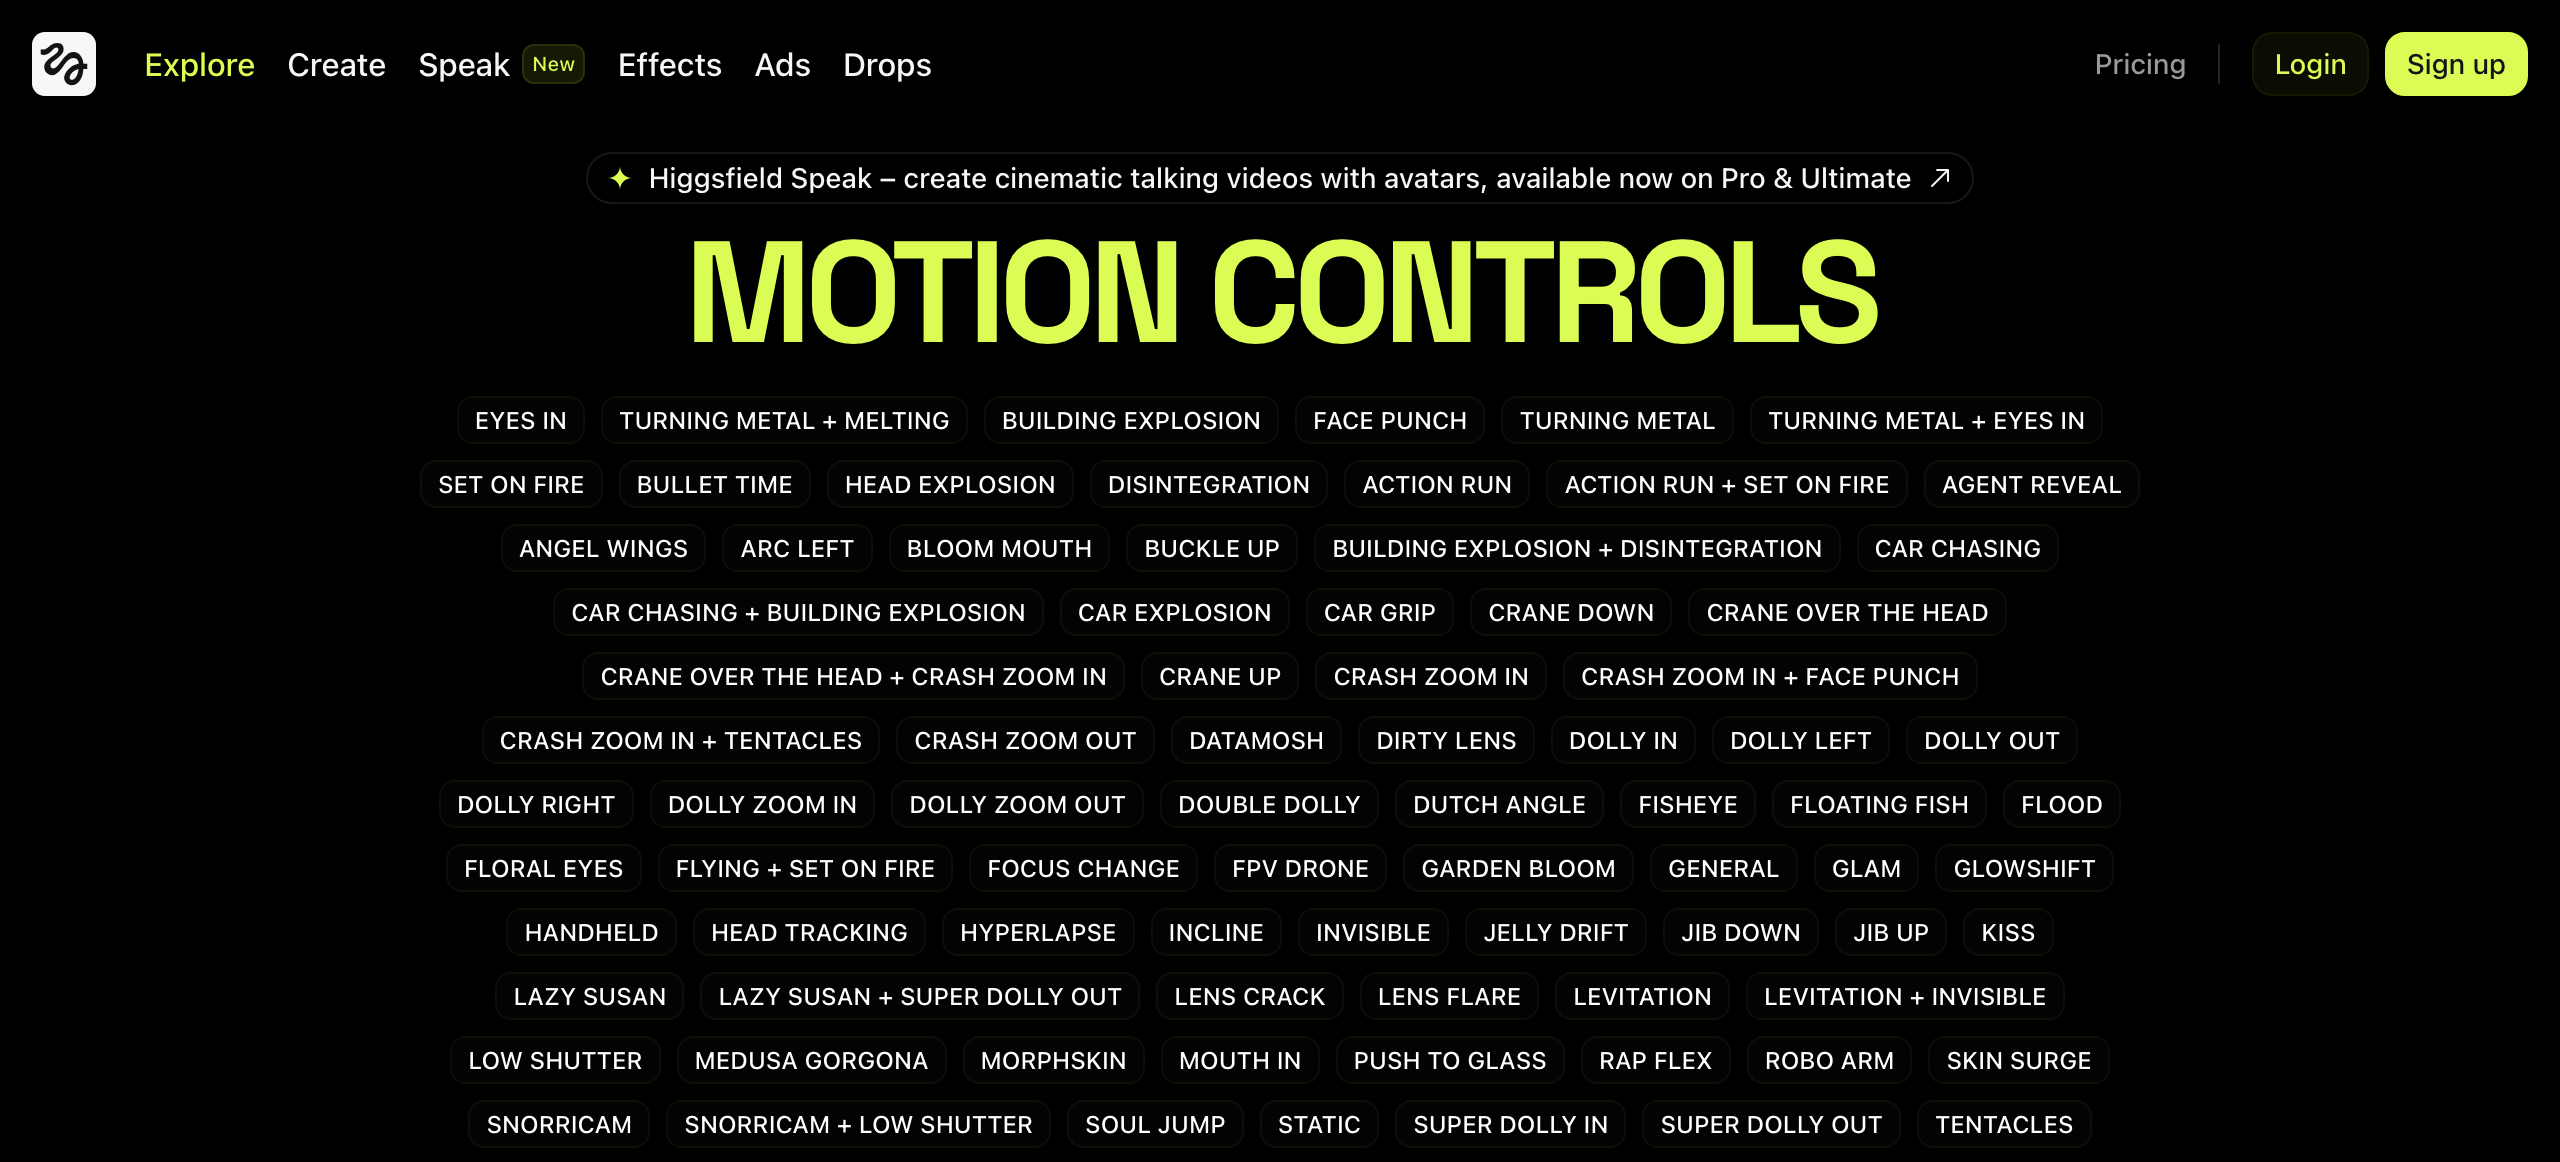 Explore Create Speak New Effects Ads Drops Pricing Login Sign up
Higgsfield Speak – create cinematic talking videos with avatars, available now on Pro & Ultimate
MOTION CONTROLS
EYES IN TURNING METAL + MELTING BUILDING EXPLOSION FACE PUNCH TURNING METAL TURNING METAL + EYES IN
SET ON FIRE BULLET TIME HEAD EXPLOSION DISINTEGRATION ACTION RUN ACTION RUN + SET ON FIRE AGENT REVEAL
ANGEL WINGS ARC LEFT BLOOM MOUTH BUCKLE UP BUILDING EXPLOSION + DISINTEGRATION CAR CHASING
CAR CHASING + BUILDING EXPLOSION CAR EXPLOSION CAR GRIP CRANE DOWN CRANE OVER THE HEAD
CRANE OVER THE HEAD + CRASH ZOOM IN CRANE UP CRASH ZOOM IN CRASH ZOOM IN + FACE PUNCH
CRASH ZOOM IN + TENTACLES CRASH ZOOM OUT DATAMOSH DIRTY LENS DOLLY IN DOLLY LEFT DOLLY OUT
DOLLY RIGHT DOLLY ZOOM IN DOLLY ZOOM OUT DOUBLE DOLLY DUTCH ANGLE FISHEYE FLOATING FISH FLOOD
FLORAL EYES FLYING + SET ON FIRE FOCUS CHANGE FPV DRONE GARDEN BLOOM GENERAL GLAM GLOWSHIFT
HANDHELD HEAD TRACKING HYPERLAPSE INCLINE INVISIBLE JELLY DRIFT JIB DOWN JIB UP KISS
LAZY SUSAN LAZY SUSAN + SUPER DOLLY OUT LENS CRACK LENS FLARE LEVITATION LEVITATION + INVISIBLE
LOW SHUTTER MEDUSA GORGONA MORPHSKIN MOUTH IN PUSH TO GLASS RAP FLEX ROBO ARM SKIN SURGE
SNORRICAM SNORRICAM + LOW SHUTTER SOUL JUMP STATIC SUPER DOLLY IN SUPER DOLLY OUT TENTACLES